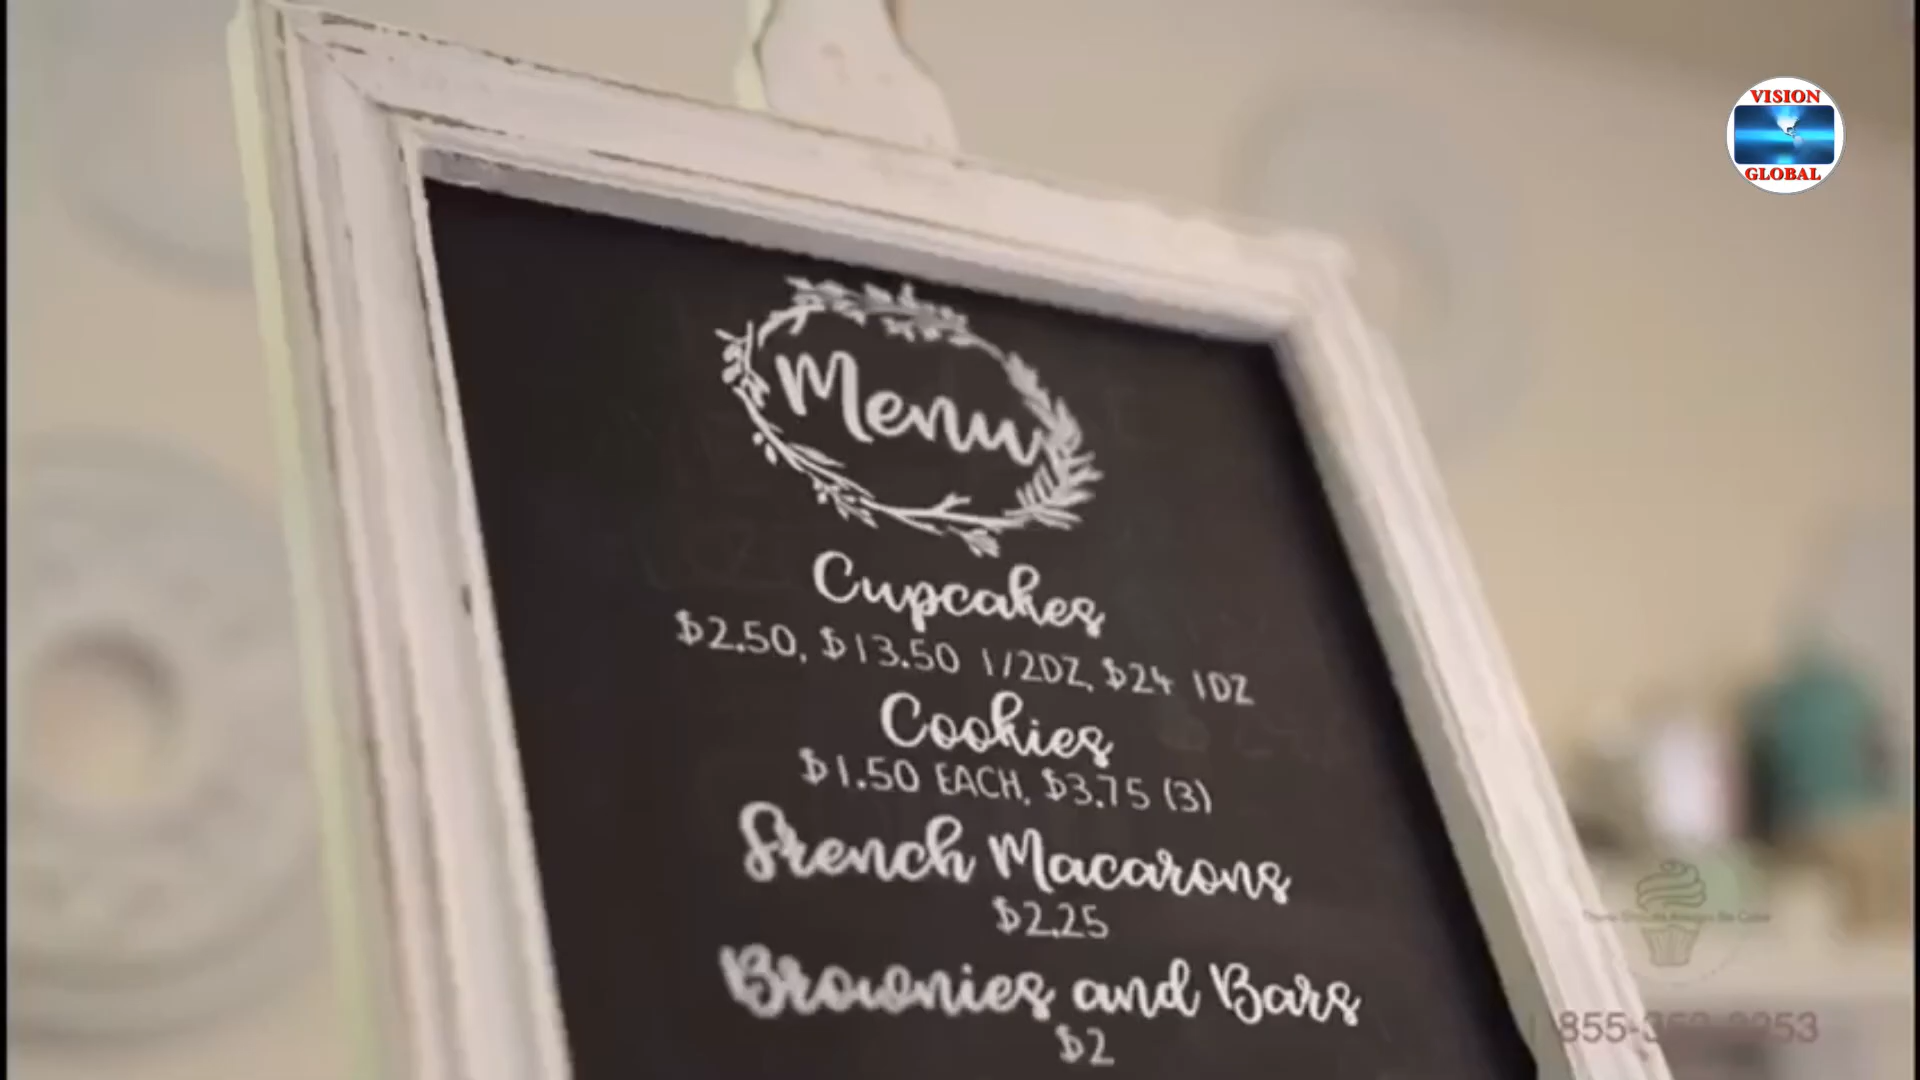 VISION
GLOBAL
Menu
Cupcakes
$2.50, $13.50 1/2DZ, $24 1DZ
Cookies
$1.50 EACH, $3.75 (3)
French Macarons
$2.25
Brownies and Bars
$2